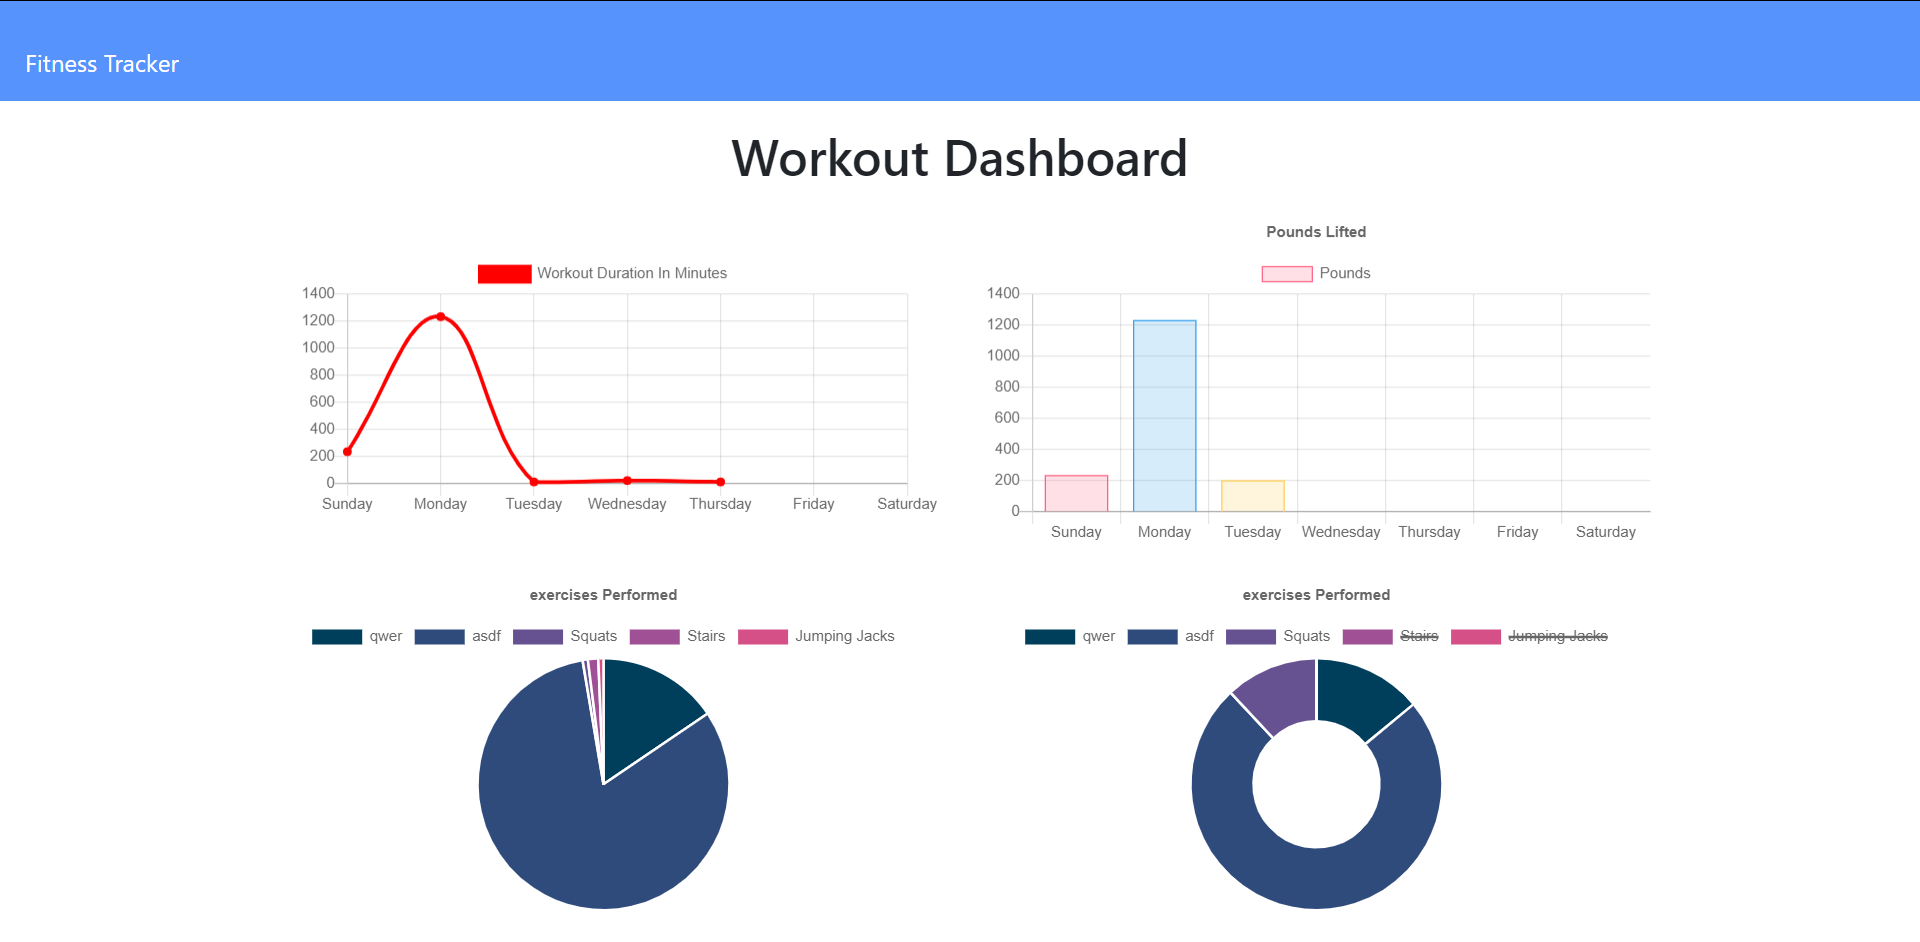 Fitness Tracker
Workout Dashboard
Workout Duration In Minutes
1400
1200
1000
800
600
400
200
0
Sunday Monday Tuesday Wednesday Thursday Friday Saturday
Pounds Lifted
Pounds
1400
1200
1000
800
600
400
200
0
Sunday Monday Tuesday Wednesday Thursday Friday Saturday
exercises Performed
qwer asdf Squats Stairs Jumping Jacks
exercises Performed
qwer asdf Squats Stairs Jumping Jacks